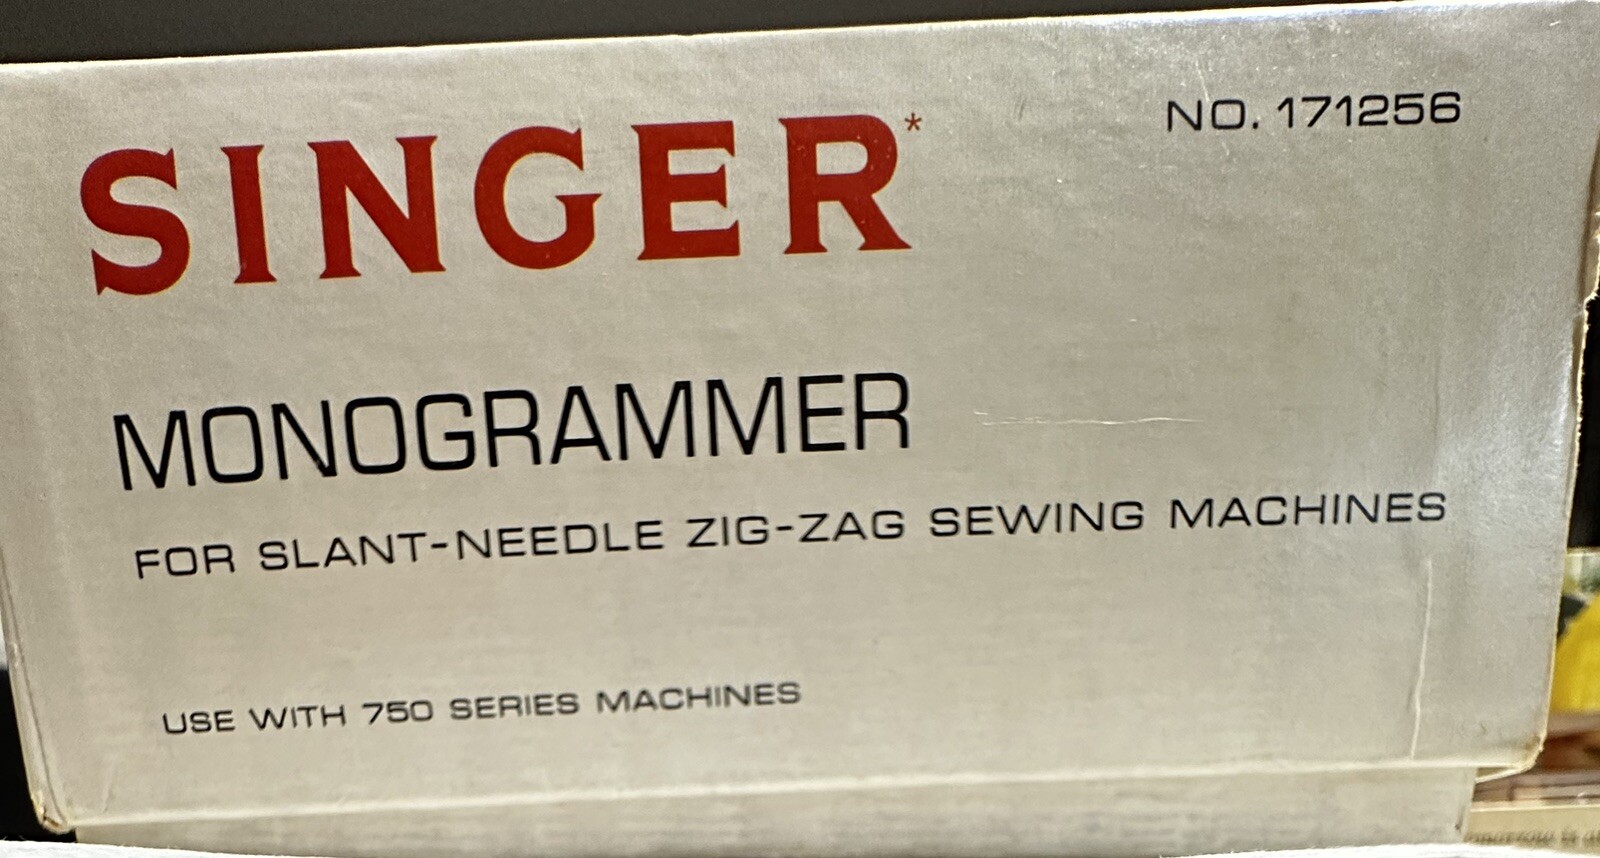 SINGER*
NO. 171256
MONOGRAMMER
FOR SLANT-NEEDLE ZIG-ZAG SEWING MACHINES
USE WITH 750 SERIES MACHINES